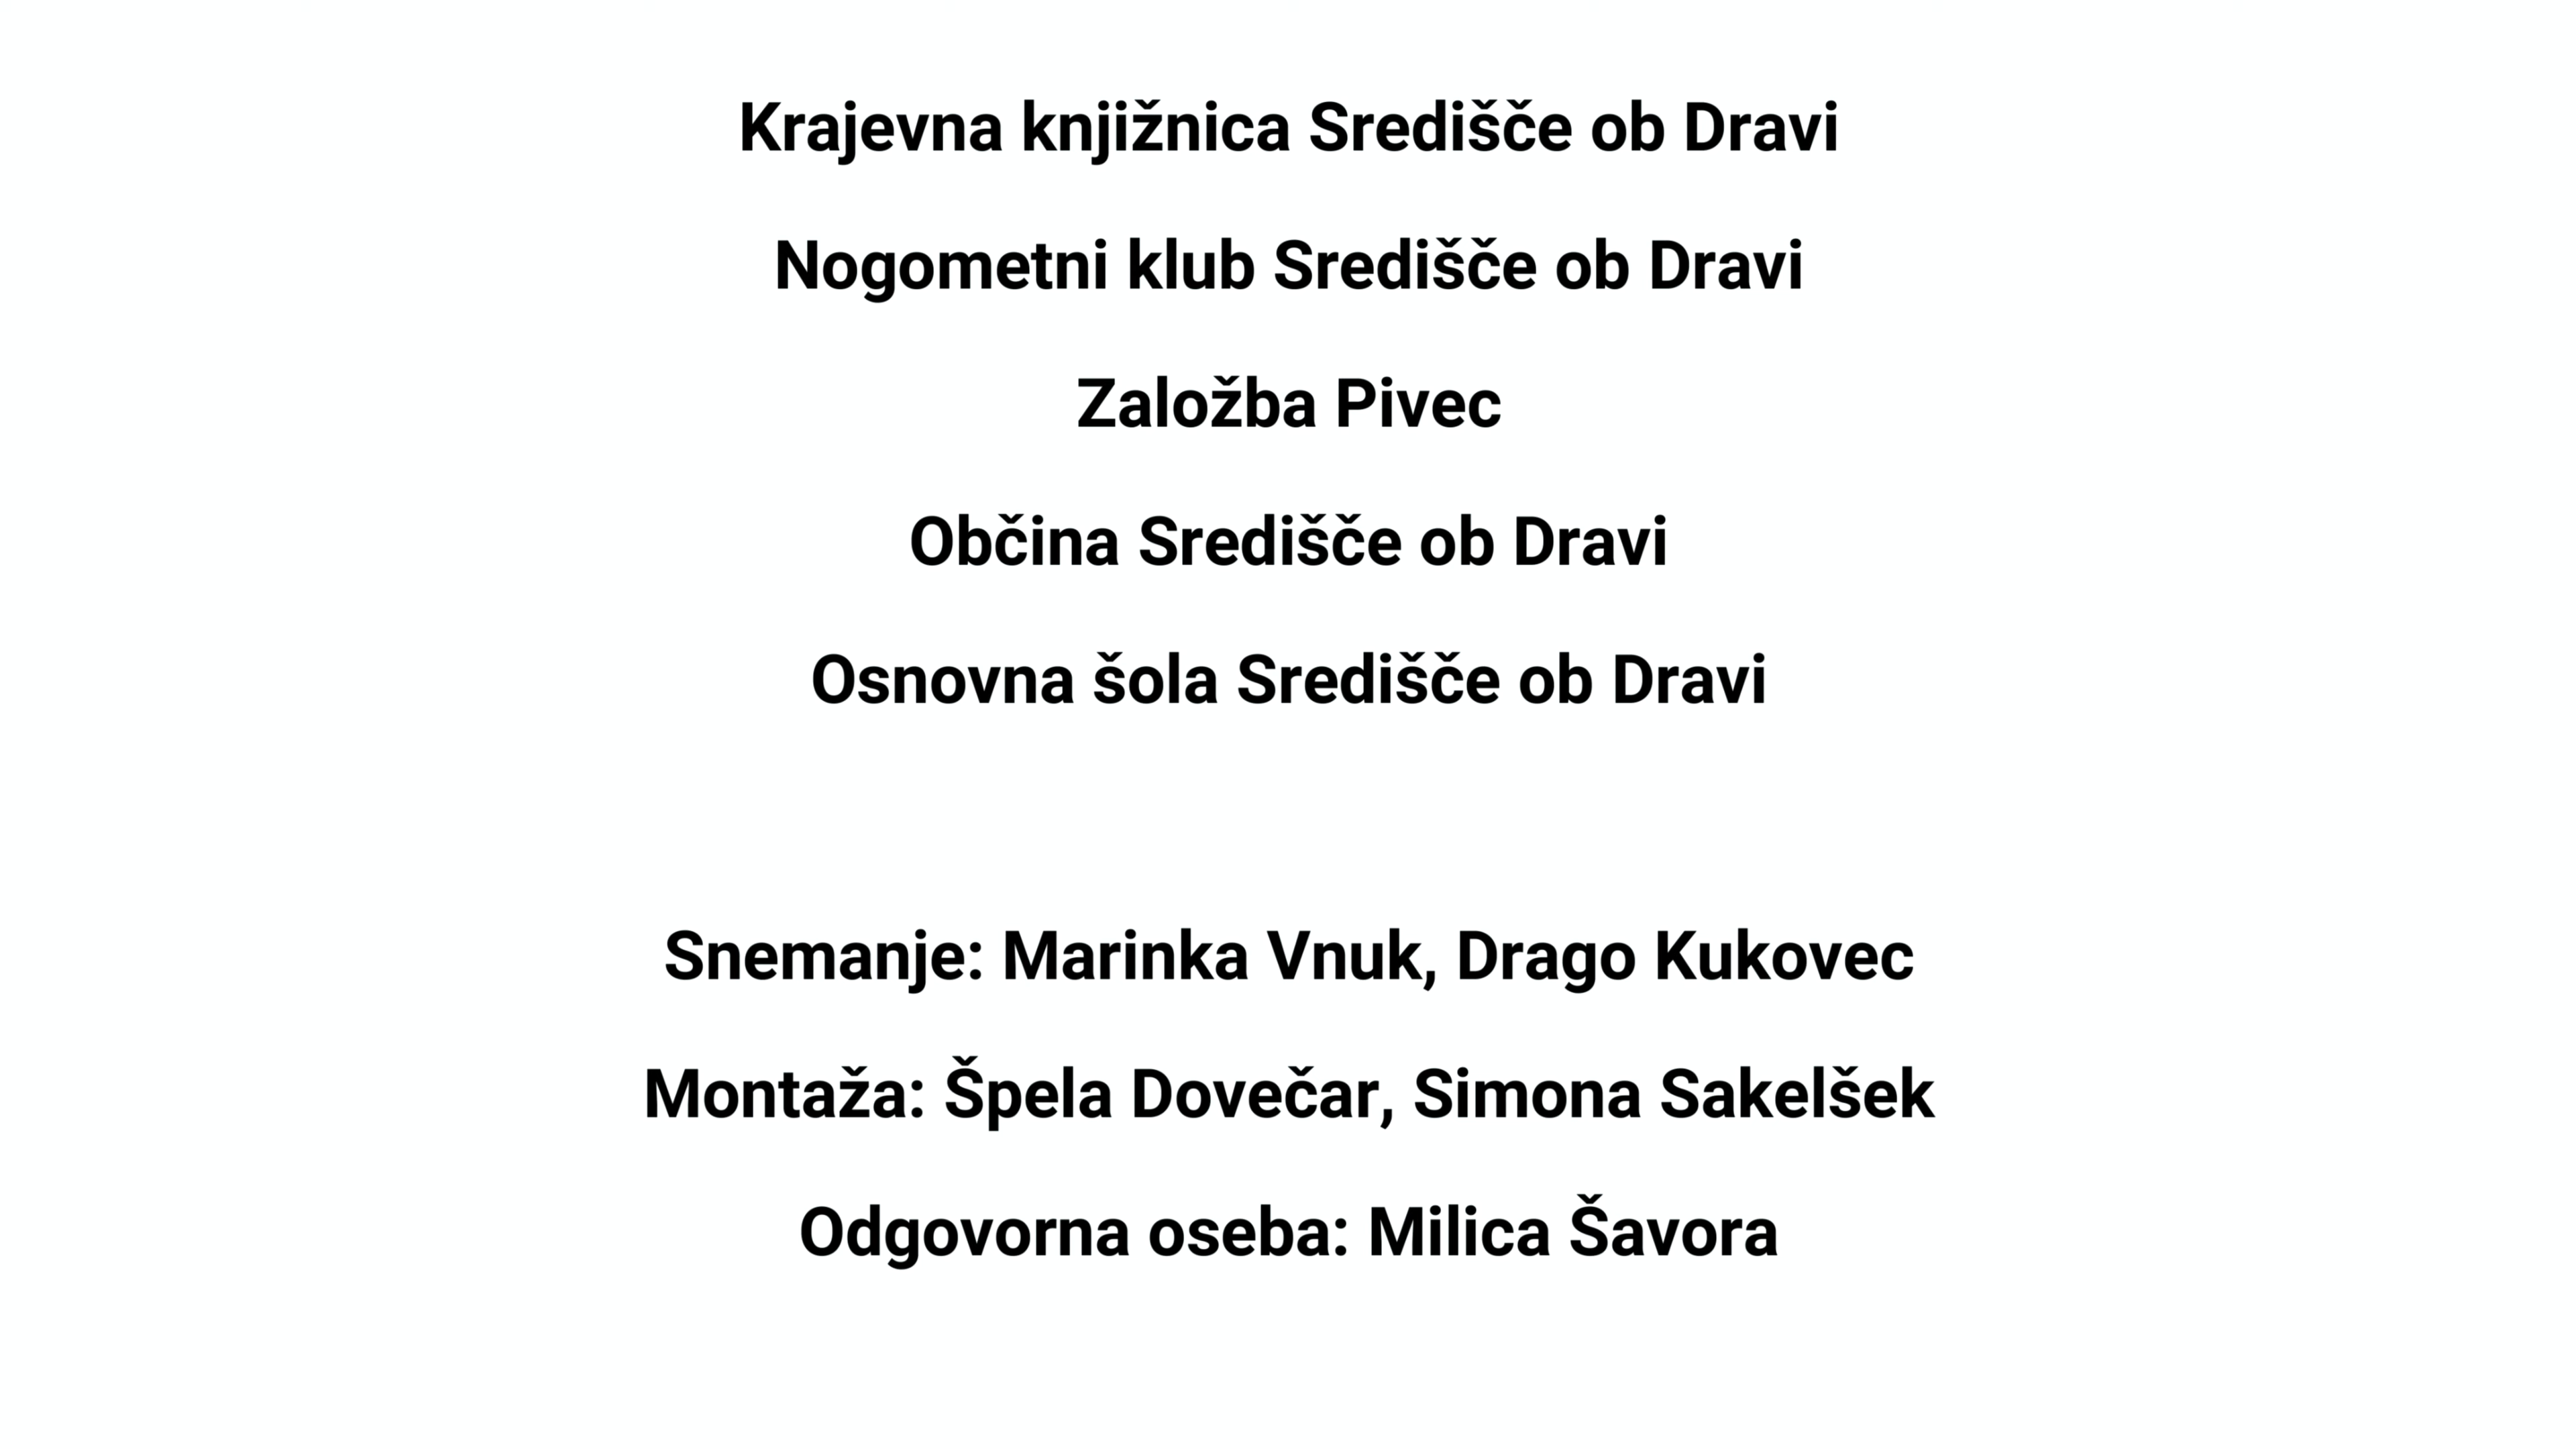 Krajevna knjižnica Središče ob Dravi
Nogometni klub Središče ob Dravi
Založba Pivec
Občina Središče ob Dravi
Osnovna šola Središče ob Dravi
Snemanje: Marinka Vnuk, Drago Kukovec
Montaža: Špela Dovečar, Simona Sakelšek
Odgovorna oseba: Milica Šavora